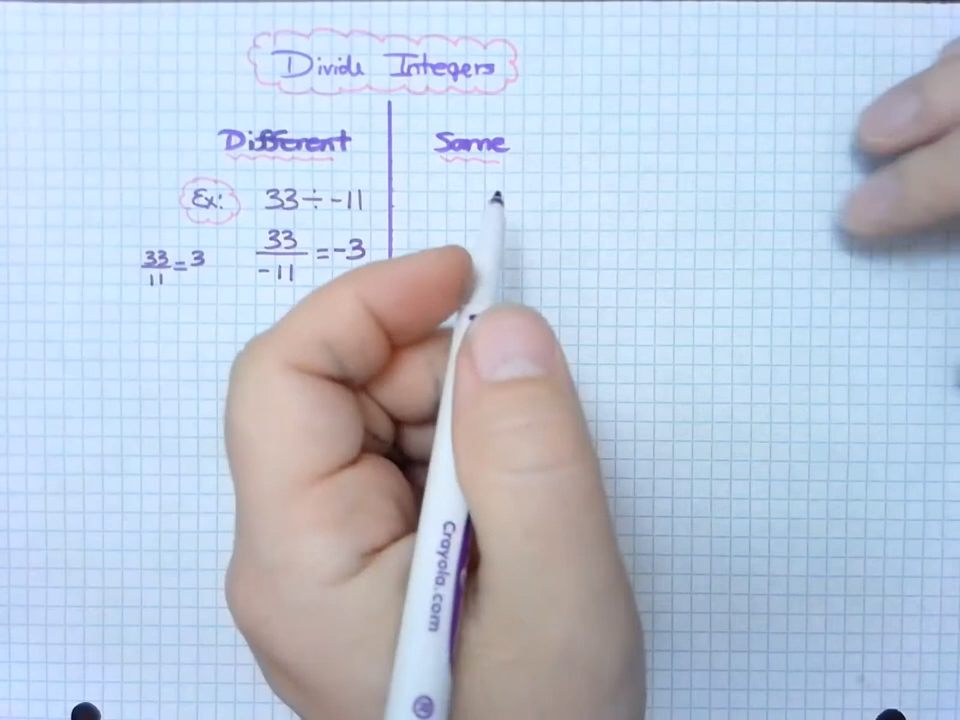 Divide Integers
Different
Same
Ex: 33 ÷ -11
33/11 = 3
33/-11 = -3
Crayola.com
®